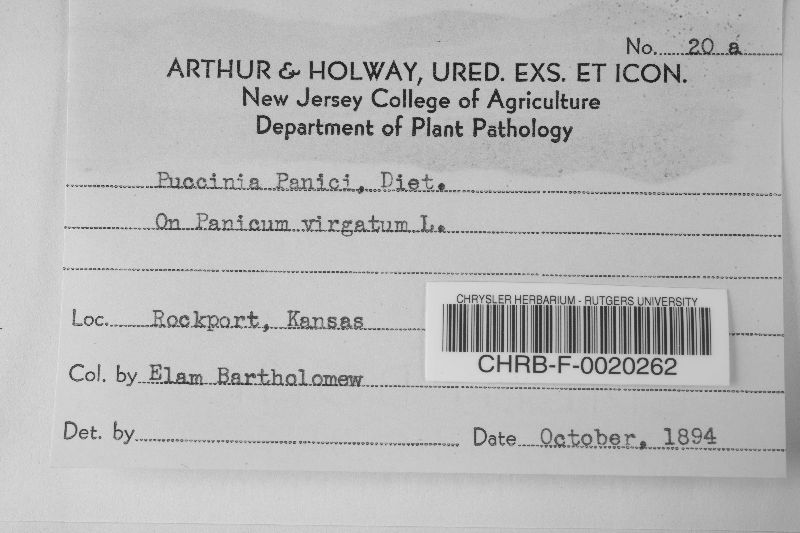 No. 20 a
ARTHUR & HOLWAY, URED. EXS. ET ICON.
New Jersey College of Agriculture
Department of Plant Pathology
Puccinia Panici, Diet.
On Panicum virgatum L.
Loc. Rockport, Kansas
CHRYSLER HERBARIUM - RUTGERS UNIVERSITY
CHRB-F-0020262
Col. by Elam Bartholomew
Det. by
Date October, 1894